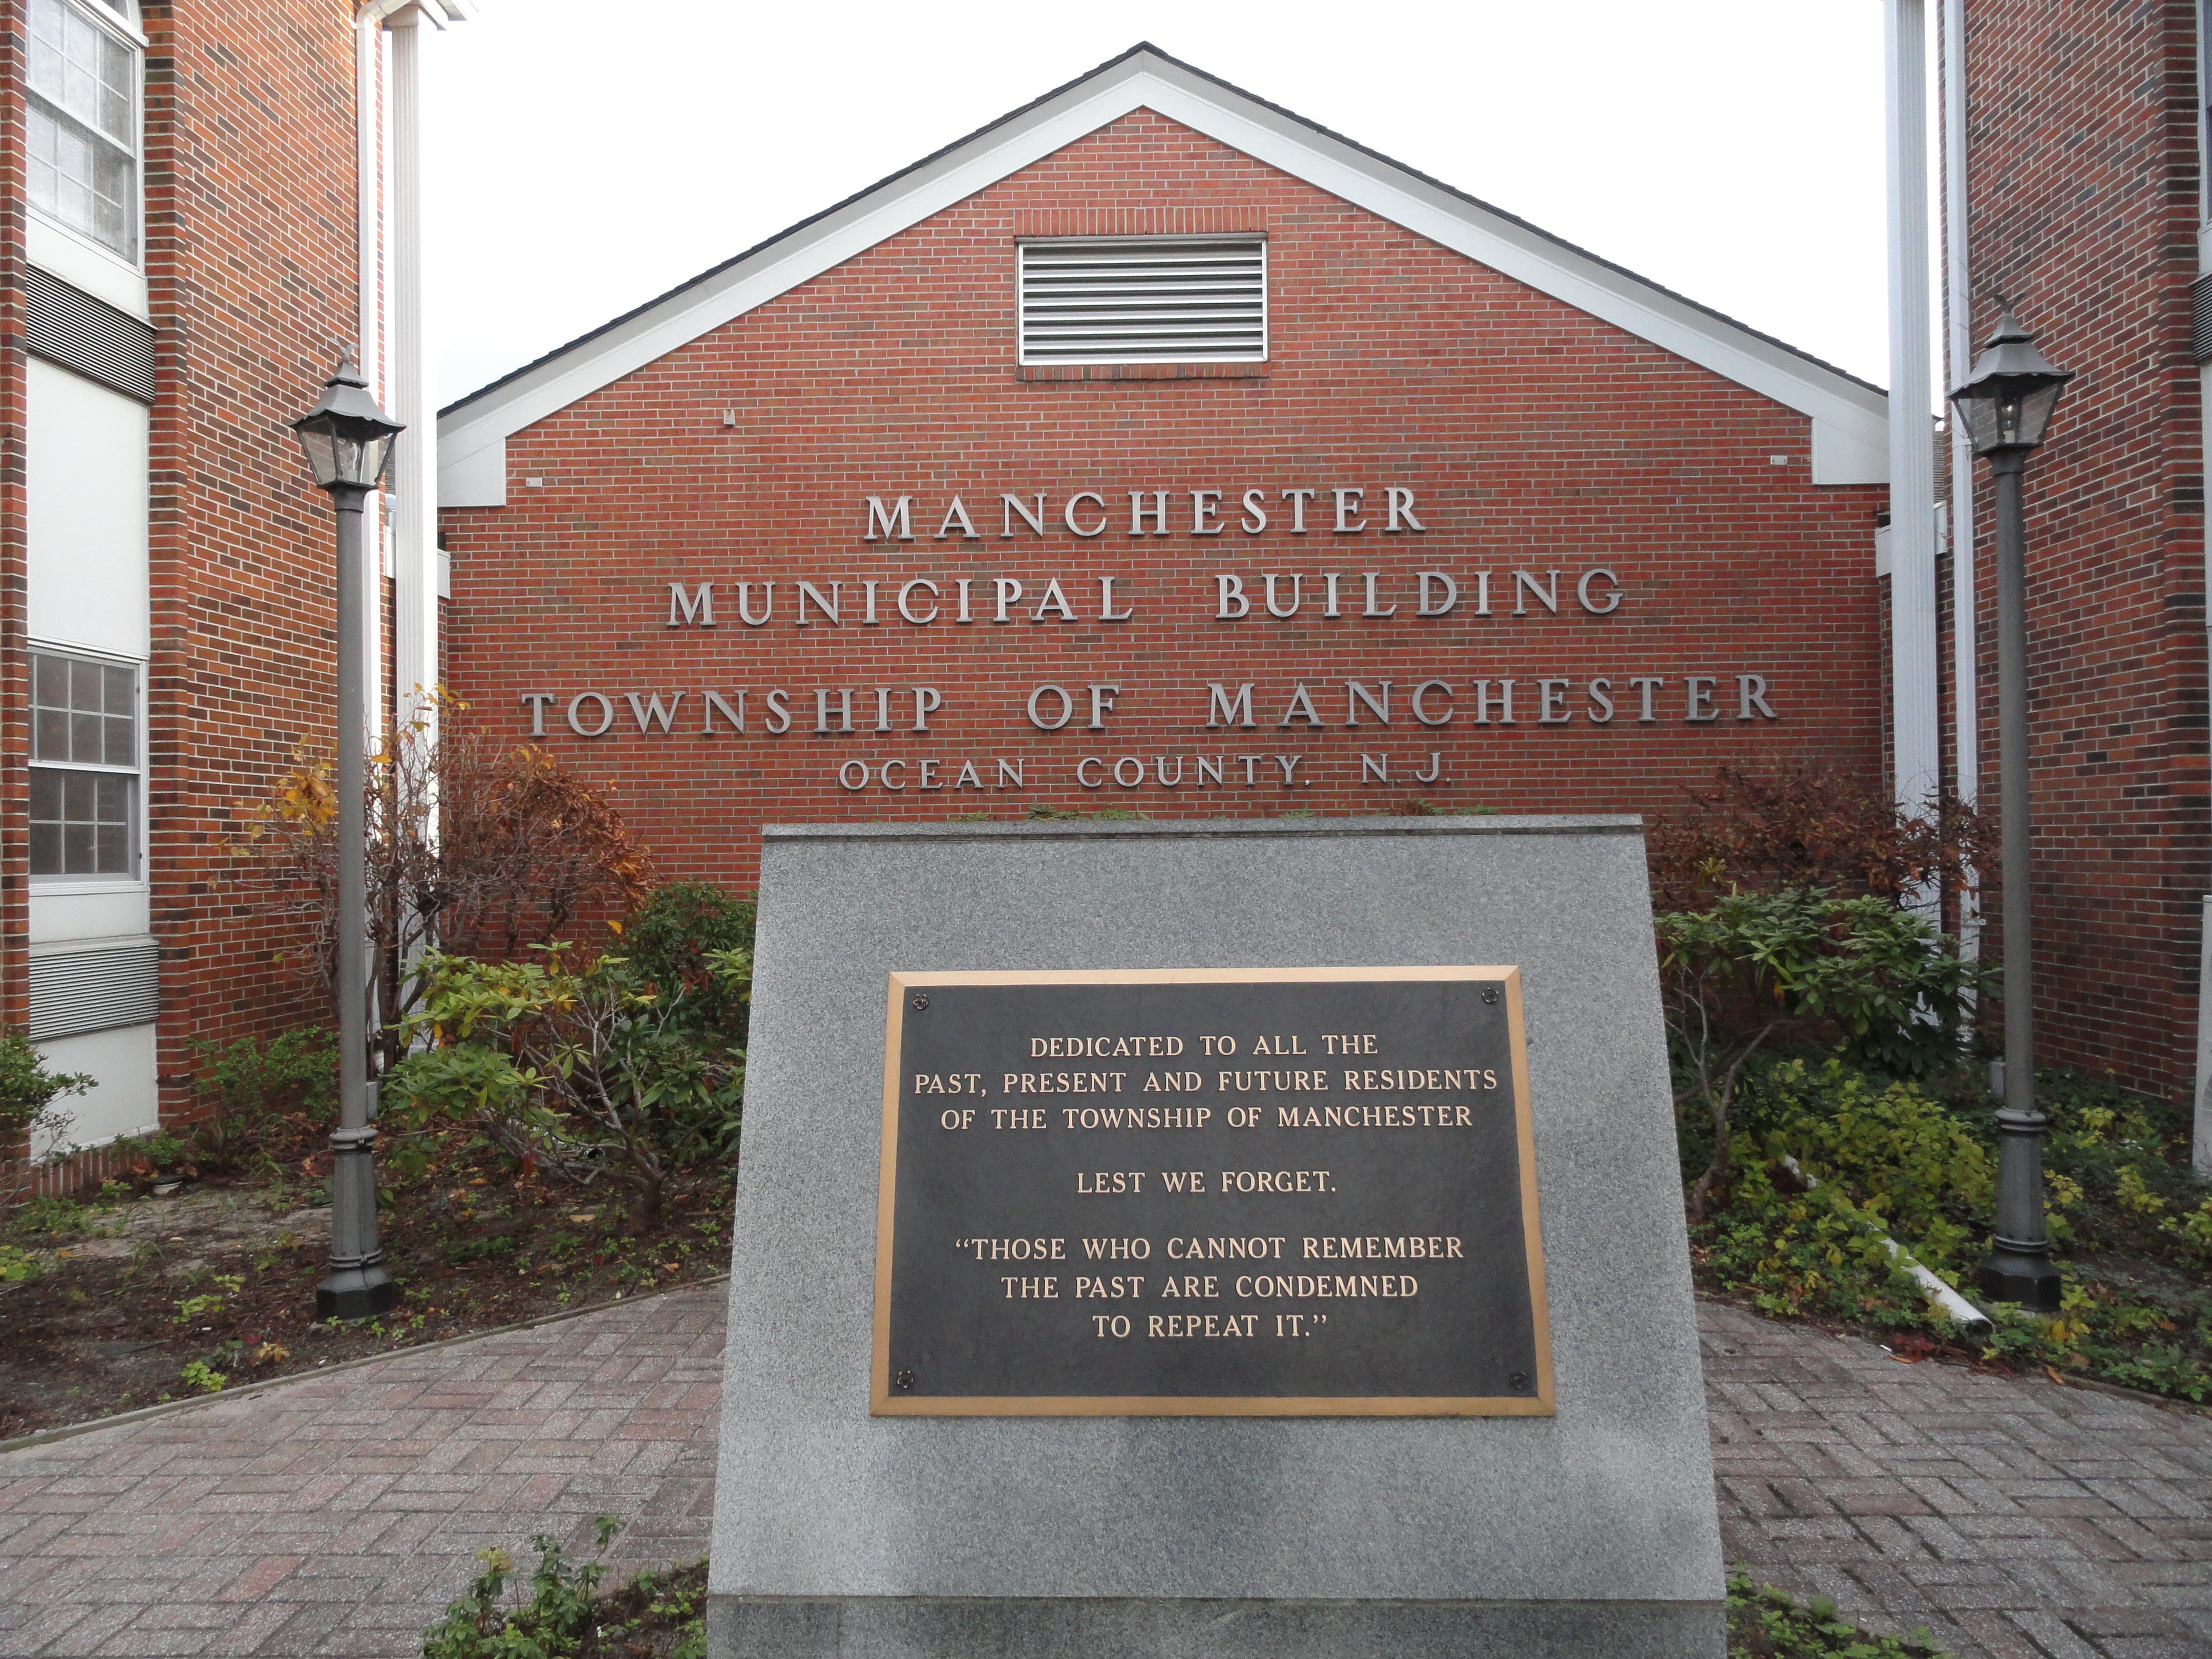 MANCHESTER
MUNICIPAL BUILDING
TOWNSHIP OF MANCHESTER
OCEAN COUNTY, N.J.
DEDICATED TO ALL THE
PAST, PRESENT AND FUTURE RESIDENTS
OF THE TOWNSHIP OF MANCHESTER
LEST WE FORGET.
“THOSE WHO CANNOT REMEMBER
THE PAST ARE CONDEMNED
TO REPEAT IT.”